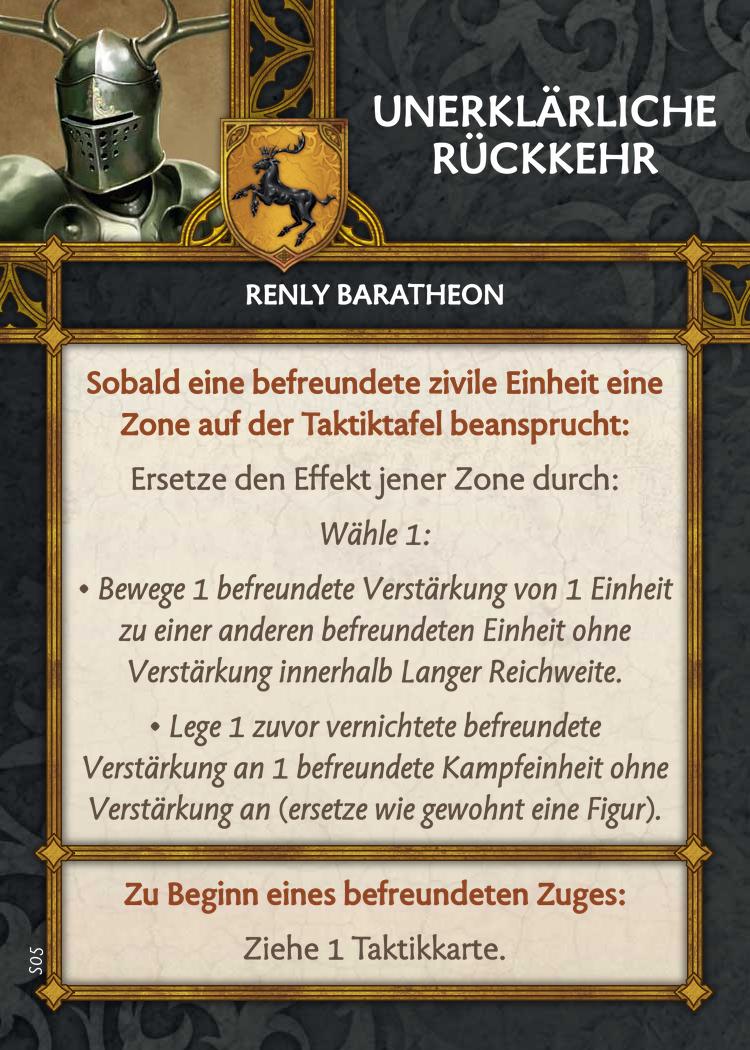 UNERKLÄRLICHE
RÜCKKEHR
RENLY BARATHEON
Sobald eine befreundete zivile Einheit eine
Zone auf der Taktiktafel beansprucht:
Ersetze den Effekt jener Zone durch:
Wähle 1:
• Bewege 1 befreundete Verstärkung von 1 Einheit
zu einer anderen befreundeten Einheit ohne
Verstärkung innerhalb Langer Reichweite.
• Lege 1 zuvor vernichtete befreundete
Verstärkung an 1 befreundete Kampfeinheit ohne
Verstärkung an (ersetze wie gewohnt eine Figur).
Zu Beginn eines befreundeten Zuges:
Ziehe 1 Taktikkarte.
S05